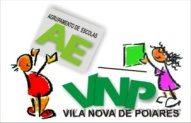 AGRUPAMENTO DE ESCOLAS
AE
VNP
VILA NOVA DE POIARES